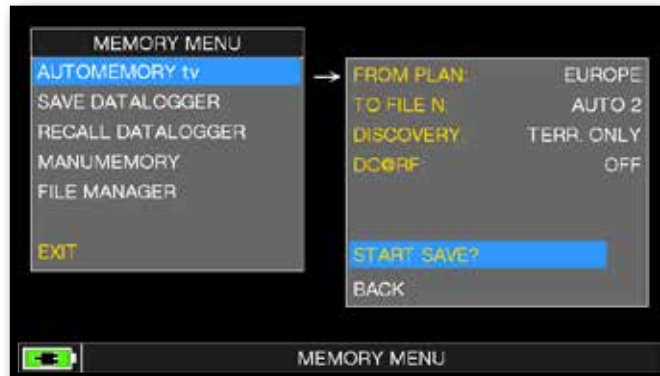 MEMORY MENU
AUTOMEMORY tv
SAVE DATALOGGER
RECALL DATALOGGER
MANUMEMORY
FILE MANAGER
EXIT
FROM PLAN: EUROPE
TO FILE N: AUTO 2
DISCOVERY: TERR. ONLY
DC@RF: OFF
START SAVE?
BACK
MEMORY MENU